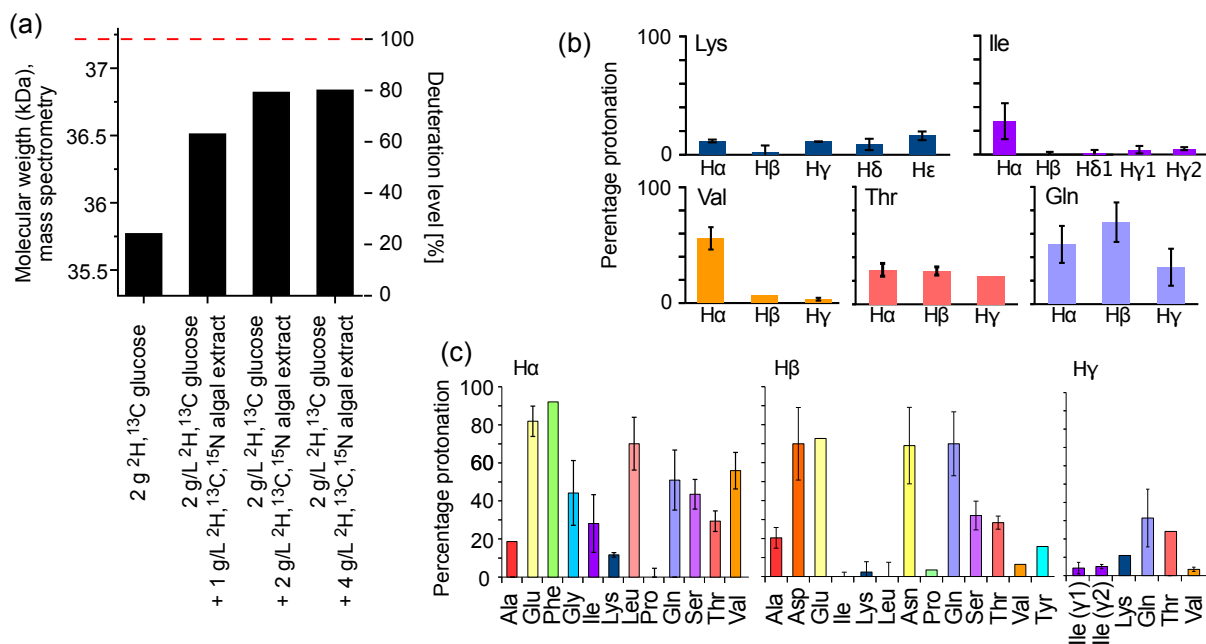 (a)
Molecular weigth (kDa),
mass spectrometry
37
36.5
36
35.5
100
80
60
40
20
0
Deuteration level [%]
2 g ²H,¹³C glucose
2 g/L ²H,¹³C glucose
+ 1 g/L ²H,¹³C,¹⁵N algal extract
2 g/L ²H,¹³C glucose
+ 2 g/L ²H,¹³C,¹⁵N algal extract
2 g/L ²H,¹³C glucose
+ 4 g/L ²H,¹³C,¹⁵N algal extract
(b)
Perentage protonation
100
0
Lys
Hα Hβ Hγ Hδ Hε
Ile
Hα Hβ Hδ1 Hγ1 Hγ2
100
0
Val
Hα Hβ Hγ
Thr
Hα Hβ Hγ
Gln
Hα Hβ Hγ
(c)
Percentage protonation
100
80
60
40
20
0
Hα
Ala Glu Phe Gly Ile Lys Leu Pro Gln Ser Thr Val
Hβ
Ala Asp Glu Ile Lys Leu Asn Pro Gln Ser Thr Val Tyr
Hγ
Ile (γ1) Ile (γ2) Lys Gln Thr Val